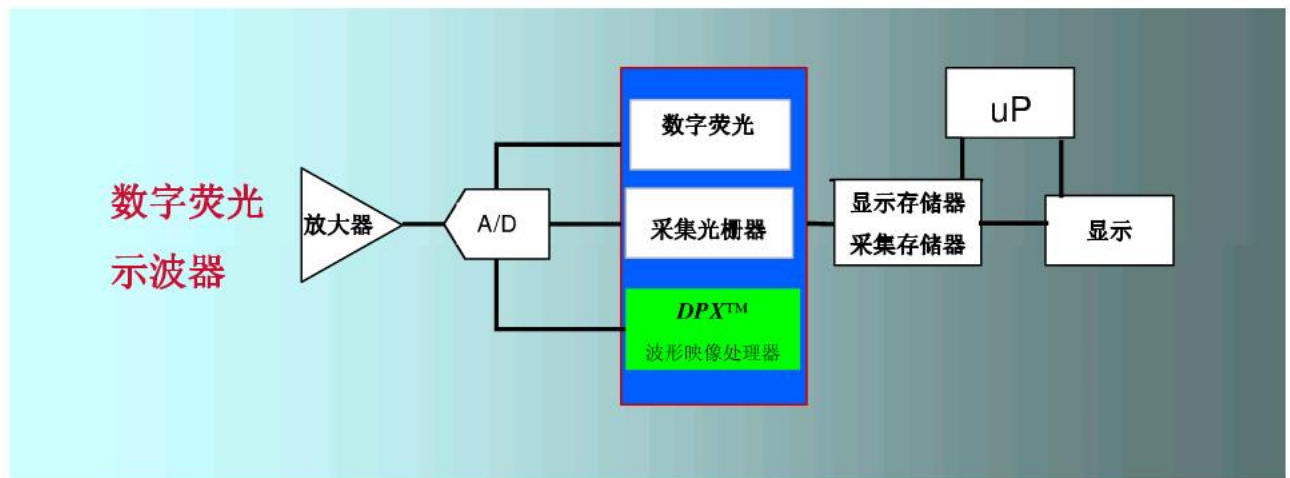 数字荧光
示波器
放大器
A/D
数字荧光
采集光栅器
DPX™
波形映像处理器
显示存储器
采集存储器
uP
显示